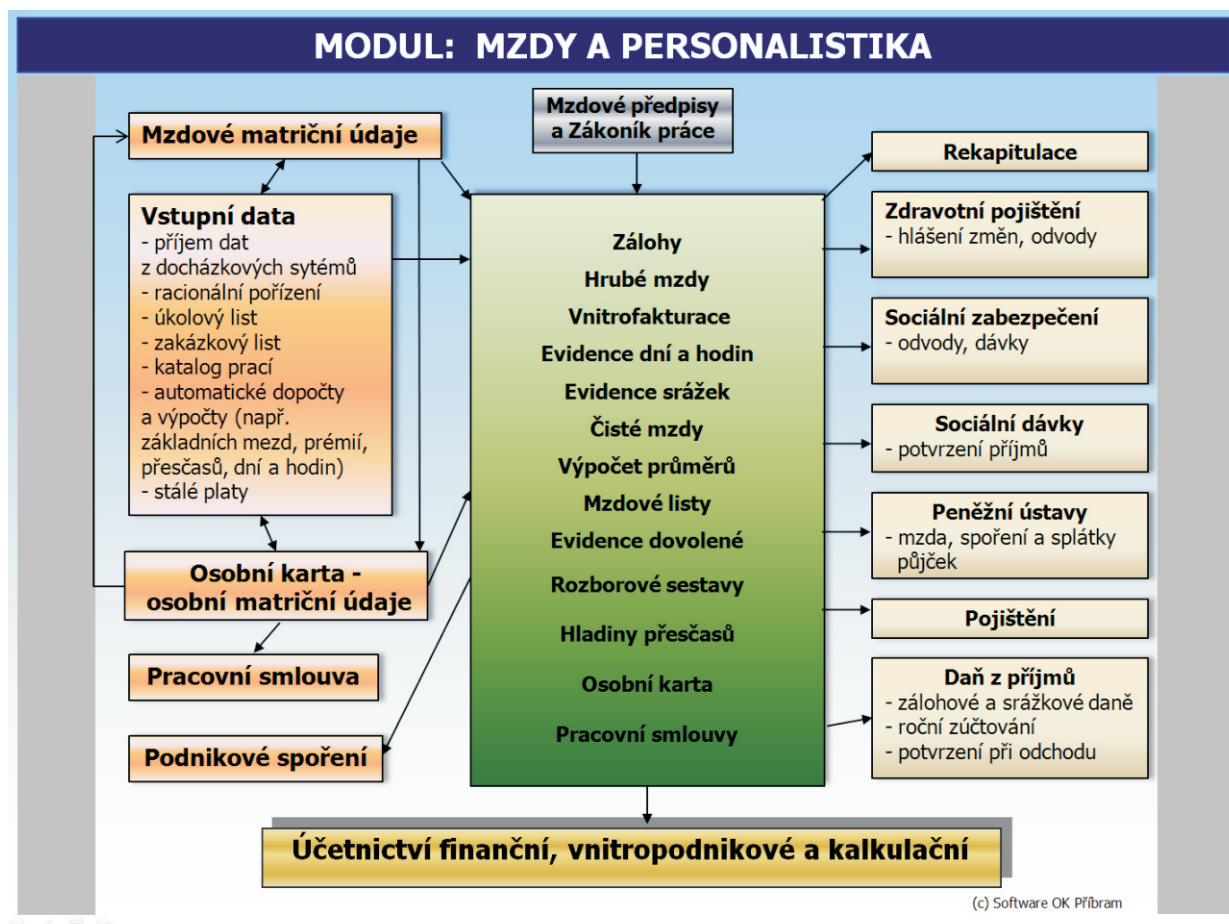 MODUL: MZDY A PERSONALISTIKA
Mzdové matriční údaje
Vstupní data
- příjem dat
z docházkových sytémů
- racionální pořízení
- úkolový list
- zakázkový list
- katalog prací
- automatické dopočty
a výpočty (např.
základních mezd, prémií,
přesčasů, dní a hodin)
- stálé platy
Osobní karta -
osobní matriční údaje
Pracovní smlouva
Podnikové spoření
Mzdové předpisy
a Zákoník práce
Zálohy
Hrubé mzdy
Vnitrofakturace
Evidence dní a hodin
Evidence srážek
Čisté mzdy
Výpočet průměrů
Mzdové listy
Evidence dovolené
Rozborové sestavy
Hladiny přesčasů
Osobní karta
Pracovní smlouvy
Rekapitulace
Zdravotní pojištění
- hlášení změn, odvody
Sociální zabezpečení
- odvody, dávky
Sociální dávky
- potvrzení příjmů
Peněžní ústavy
- mzda, spoření a splátky
půjček
Pojištění
Daň z příjmů
- zálohové a srážkové daně
- roční zúčtování
- potvrzení při odchodu
Účetnictví finanční, vnitropodnikové a kalkulační
(c) Software OK Příbram